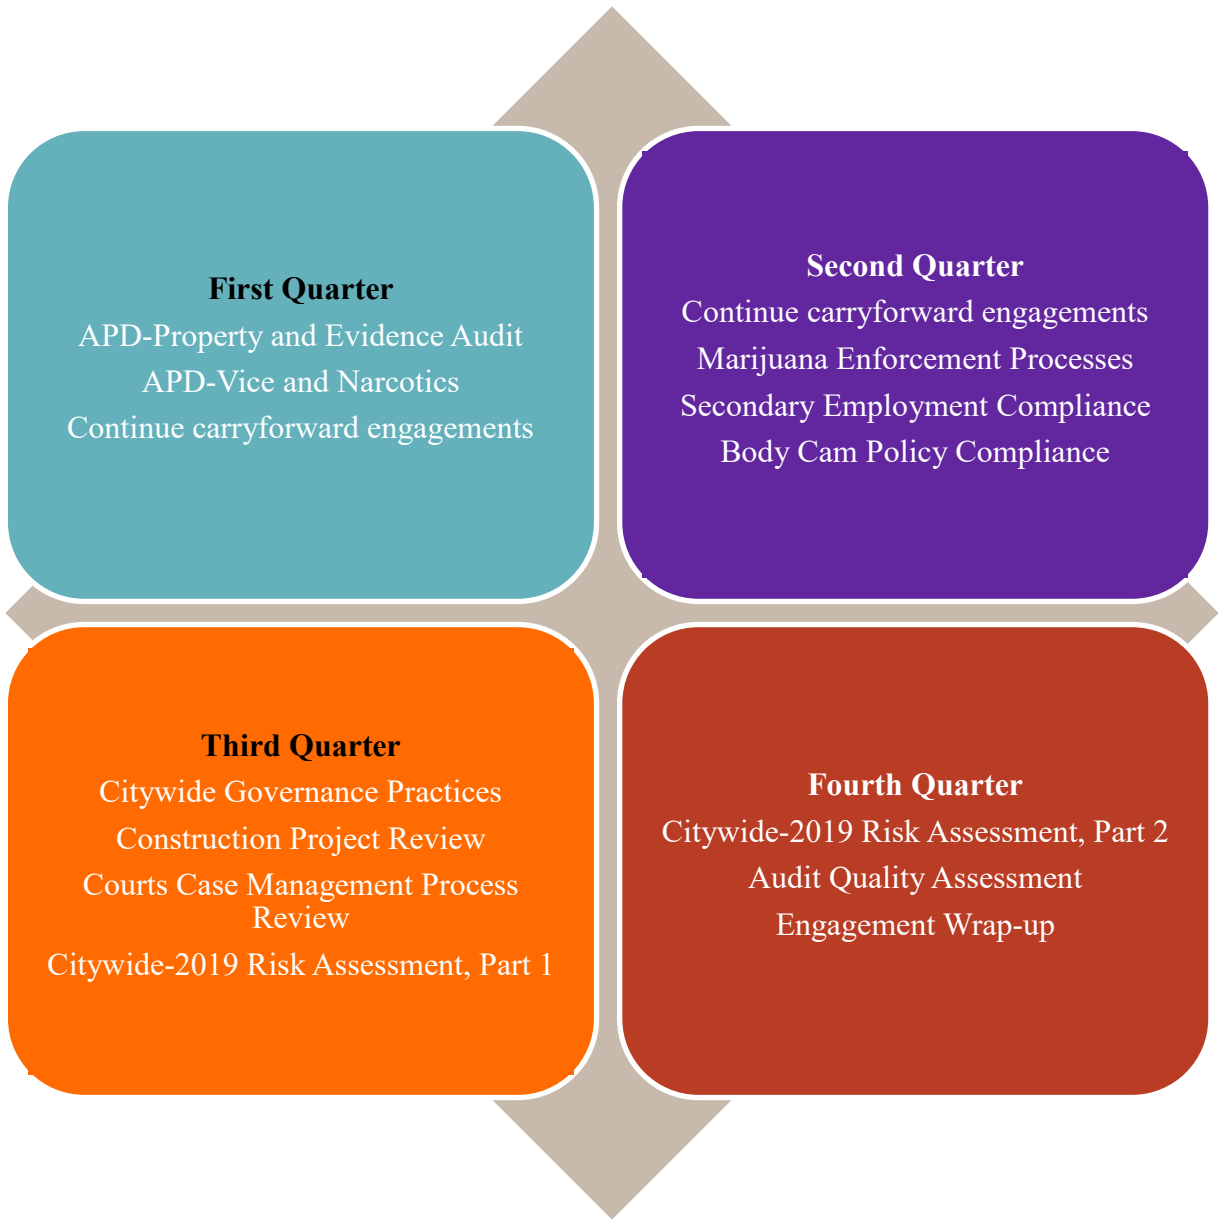 First Quarter
APD-Property and Evidence Audit
APD-Vice and Narcotics
Continue carryforward engagements
Second Quarter
Continue carryforward engagements
Marijuana Enforcement Processes
Secondary Employment Compliance
Body Cam Policy Compliance
Third Quarter
Citywide Governance Practices
Construction Project Review
Courts Case Management Process
Review
Citywide-2019 Risk Assessment, Part 1
Fourth Quarter
Citywide-2019 Risk Assessment, Part 2
Audit Quality Assessment
Engagement Wrap-up